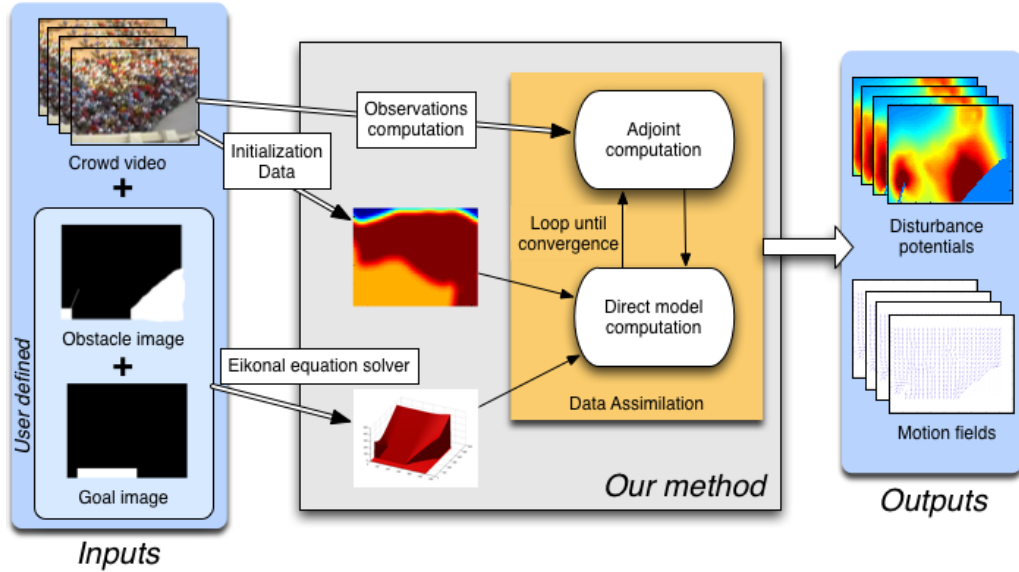 Crowd video
+
Obstacle image
+
Goal image
User defined
Inputs
Observations
computation
Initialization
Data
Eikonal equation solver
Adjoint
computation
Loop until
convergence
Direct model
computation
Data Assimilation
Our method
Disturbance
potentials
Motion fields
Outputs